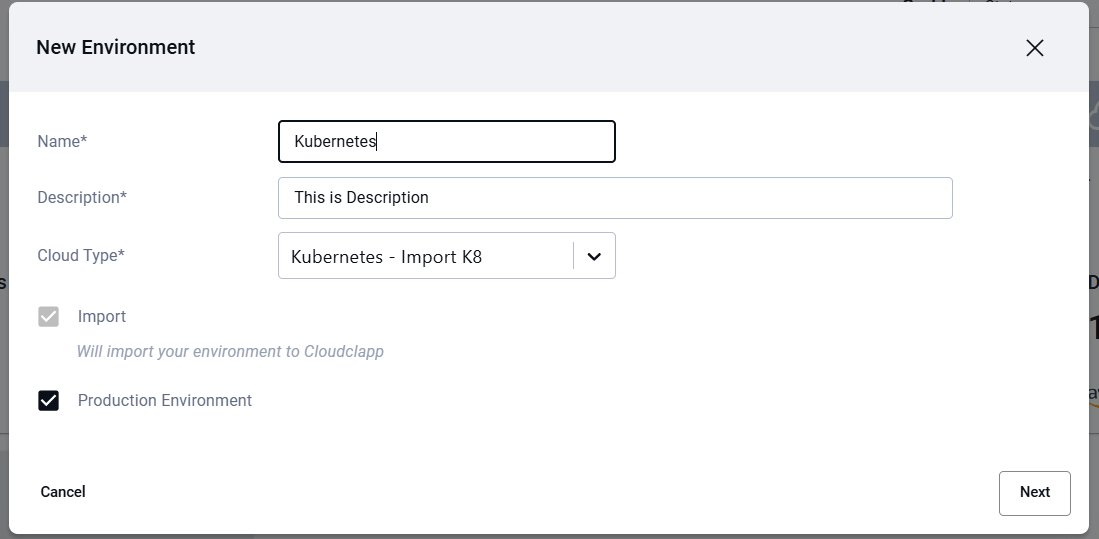 New Environment
Name* Kubernetes
Description* This is Description
Cloud Type* Kubernetes - Import K8
Import
Will import your environment to Cloudclapp
Production Environment
Cancel Next